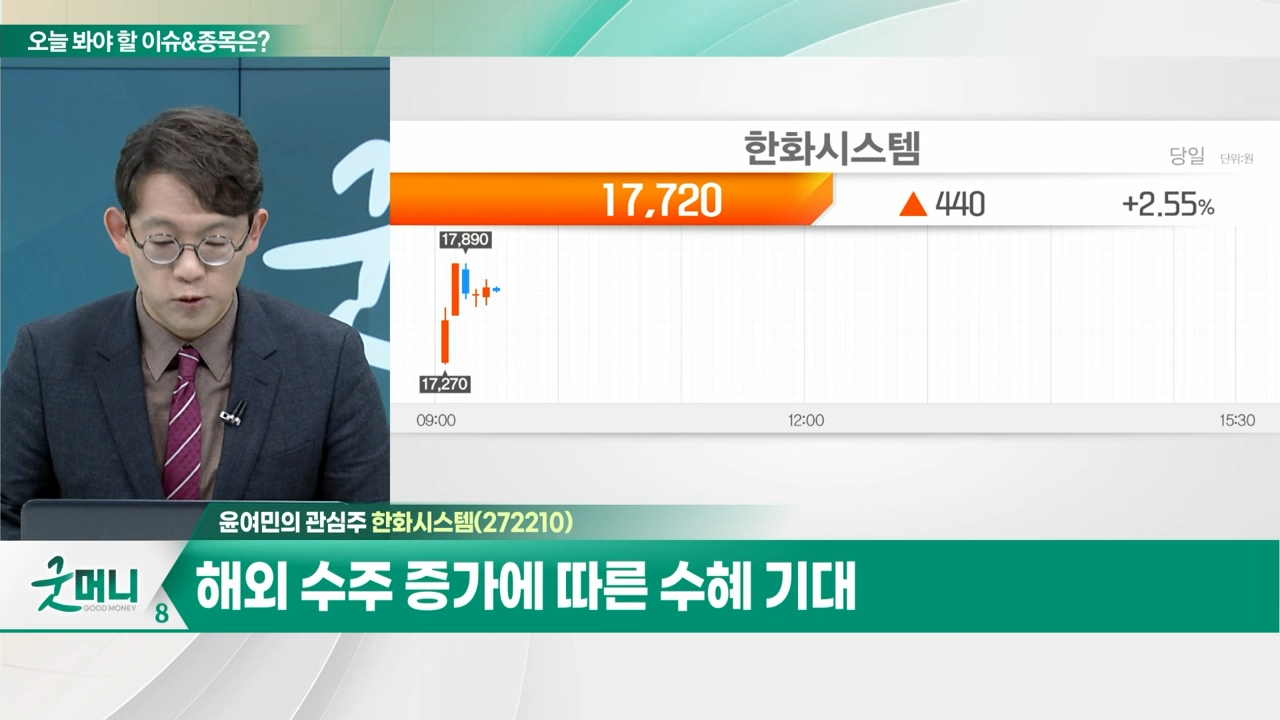 오늘 봐야 할 이슈&종목은?
한화시스템
당일 단위:원
17,720 ▲ 440 +2.55%
17,890
17,270
09:00 12:00 15:30
윤여민의 관심주 한화시스템(272210)
굿머니
GOOD MONEY
8
해외 수주 증가에 따른 수혜 기대